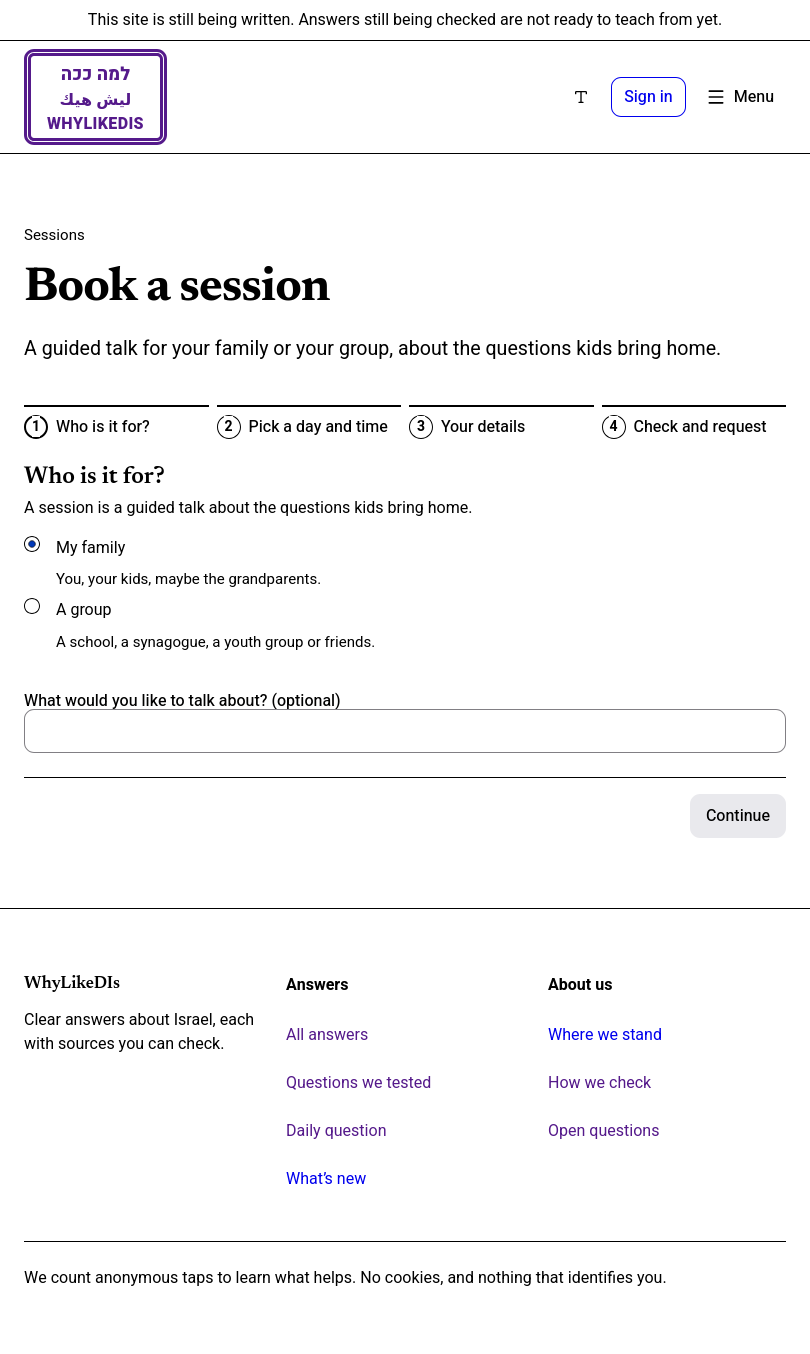 This site is still being written. Answers still being checked are not ready to teach from yet.
למה ככה
ليش هيك
WHYLIKEDIS
T
Sign in
Menu
Sessions
Book a session
A guided talk for your family or your group, about the questions kids bring home.
1 Who is it for?
2 Pick a day and time
3 Your details
4 Check and request
Who is it for?
A session is a guided talk about the questions kids bring home.
My family
You, your kids, maybe the grandparents.
A group
A school, a synagogue, a youth group or friends.
What would you like to talk about? (optional)
Continue
WhyLikeDIs
Clear answers about Israel, each
with sources you can check.
Answers
All answers
Questions we tested
Daily question
What’s new
About us
Where we stand
How we check
Open questions
We count anonymous taps to learn what helps. No cookies, and nothing that identifies you.